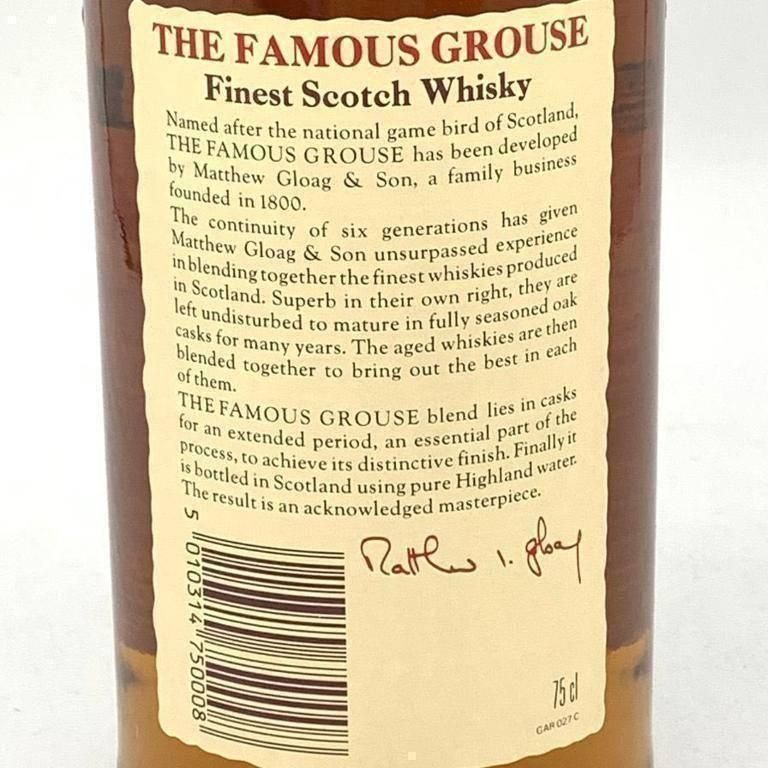 THE FAMOUS GROUSE
Finest Scotch Whisky
Named after the national game bird of Scotland,
THE FAMOUS GROUSE has been developed
by Matthew Gloag & Son, a family business
founded in 1800.
The continuity of six generations has given
Matthew Gloag & Son unsurpassed experience
in blending together the finest whiskies produced
in Scotland. Superb in their own right, they are
left undisturbed to mature in fully seasoned oak
casks for many years. The aged whiskies are then
blended together to bring out the best in each
of them.
THE FAMOUS GROUSE blend lies in casks
for an extended period, an essential part of the
process, to achieve its distinctive finish. Finally it
is bottled in Scotland using pure Highland water.
The result is an acknowledged masterpiece.
Matthew I. Gloag
5 010314 750008
75 cl
GAR 027 C